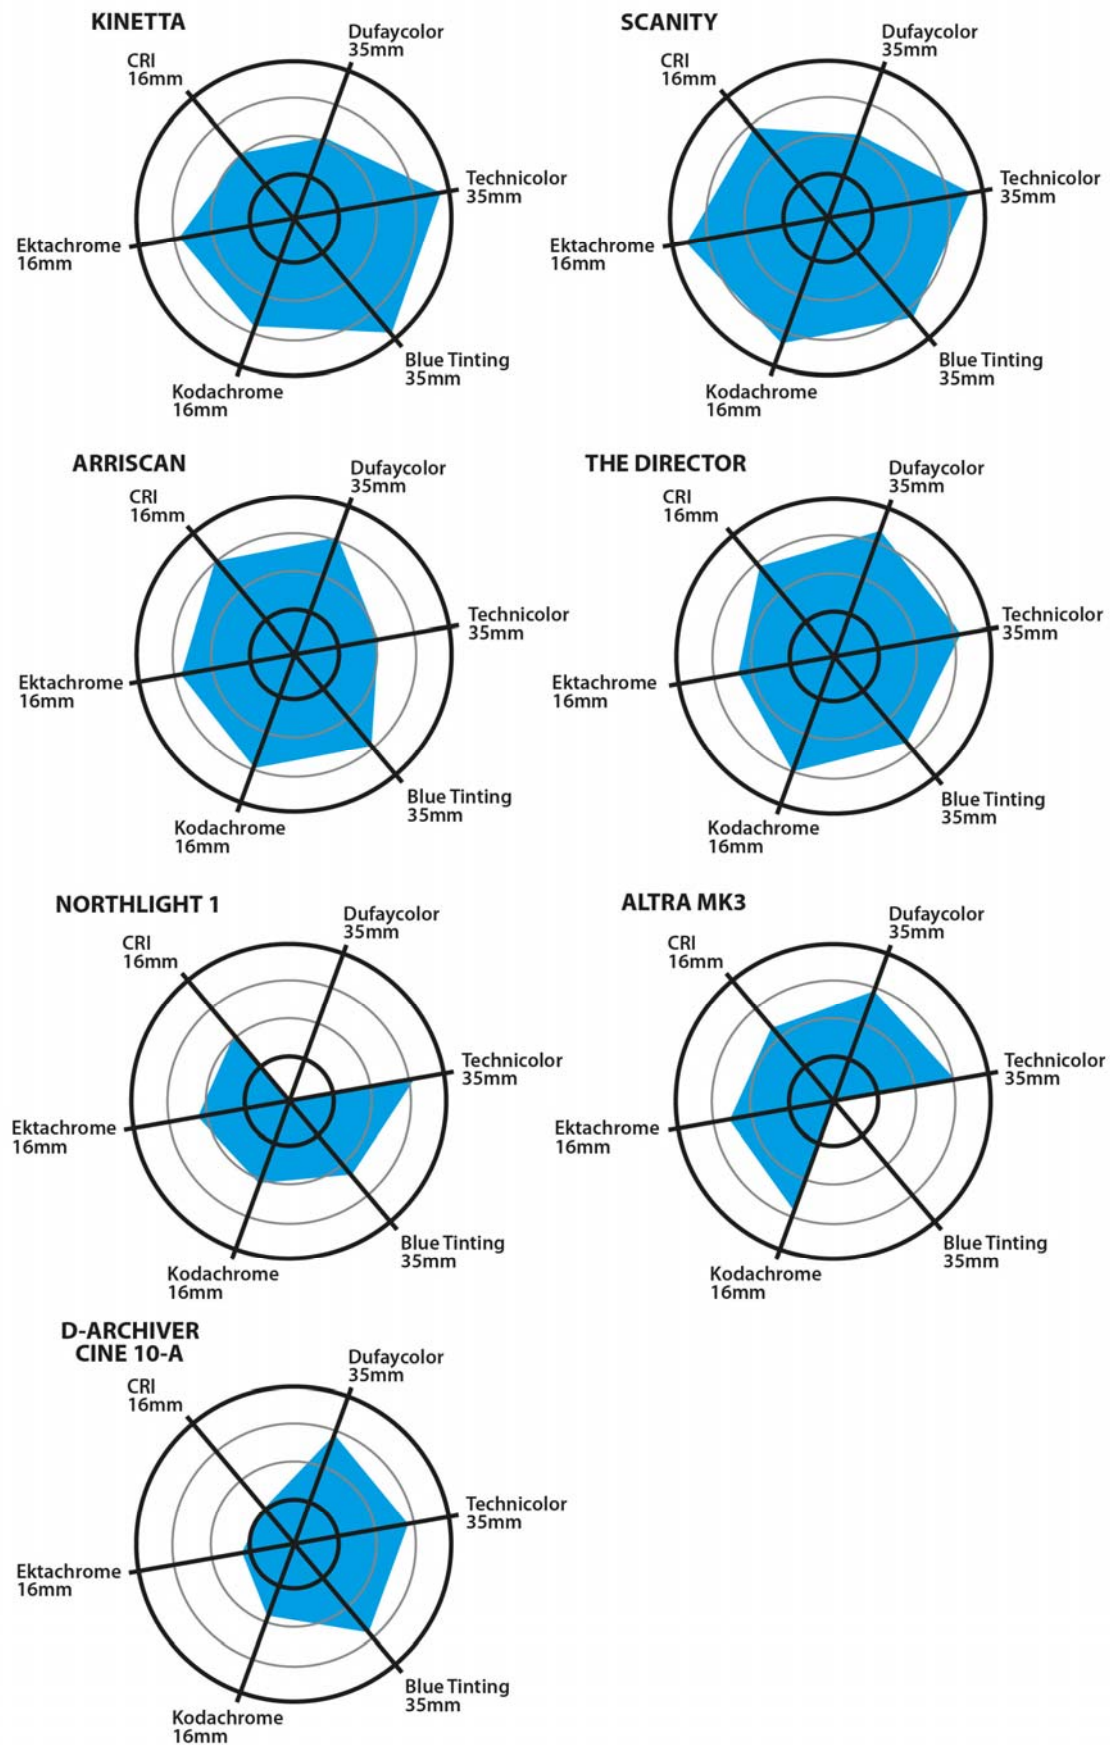 KINETTA
CRI
16mm
Dufaycolor
35mm
Technicolor
35mm
Blue Tinting
35mm
Kodachrome
16mm
Ektachrome
16mm
SCANITY
CRI
16mm
Dufaycolor
35mm
Technicolor
35mm
Blue Tinting
35mm
Kodachrome
16mm
Ektachrome
16mm
ARRISCAN
CRI
16mm
Dufaycolor
35mm
Technicolor
35mm
Blue Tinting
35mm
Kodachrome
16mm
Ektachrome
16mm
THE DIRECTOR
CRI
16mm
Dufaycolor
35mm
Technicolor
35mm
Blue Tinting
35mm
Kodachrome
16mm
Ektachrome
16mm
NORTHLIGHT 1
CRI
16mm
Dufaycolor
35mm
Technicolor
35mm
Blue Tinting
35mm
Kodachrome
16mm
Ektachrome
16mm
ALTRA MK3
CRI
16mm
Dufaycolor
35mm
Technicolor
35mm
Blue Tinting
35mm
Kodachrome
16mm
Ektachrome
16mm
D-ARCHIVER
CINE 10-A
CRI
16mm
Dufaycolor
35mm
Technicolor
35mm
Blue Tinting
35mm
Kodachrome
16mm
Ektachrome
16mm